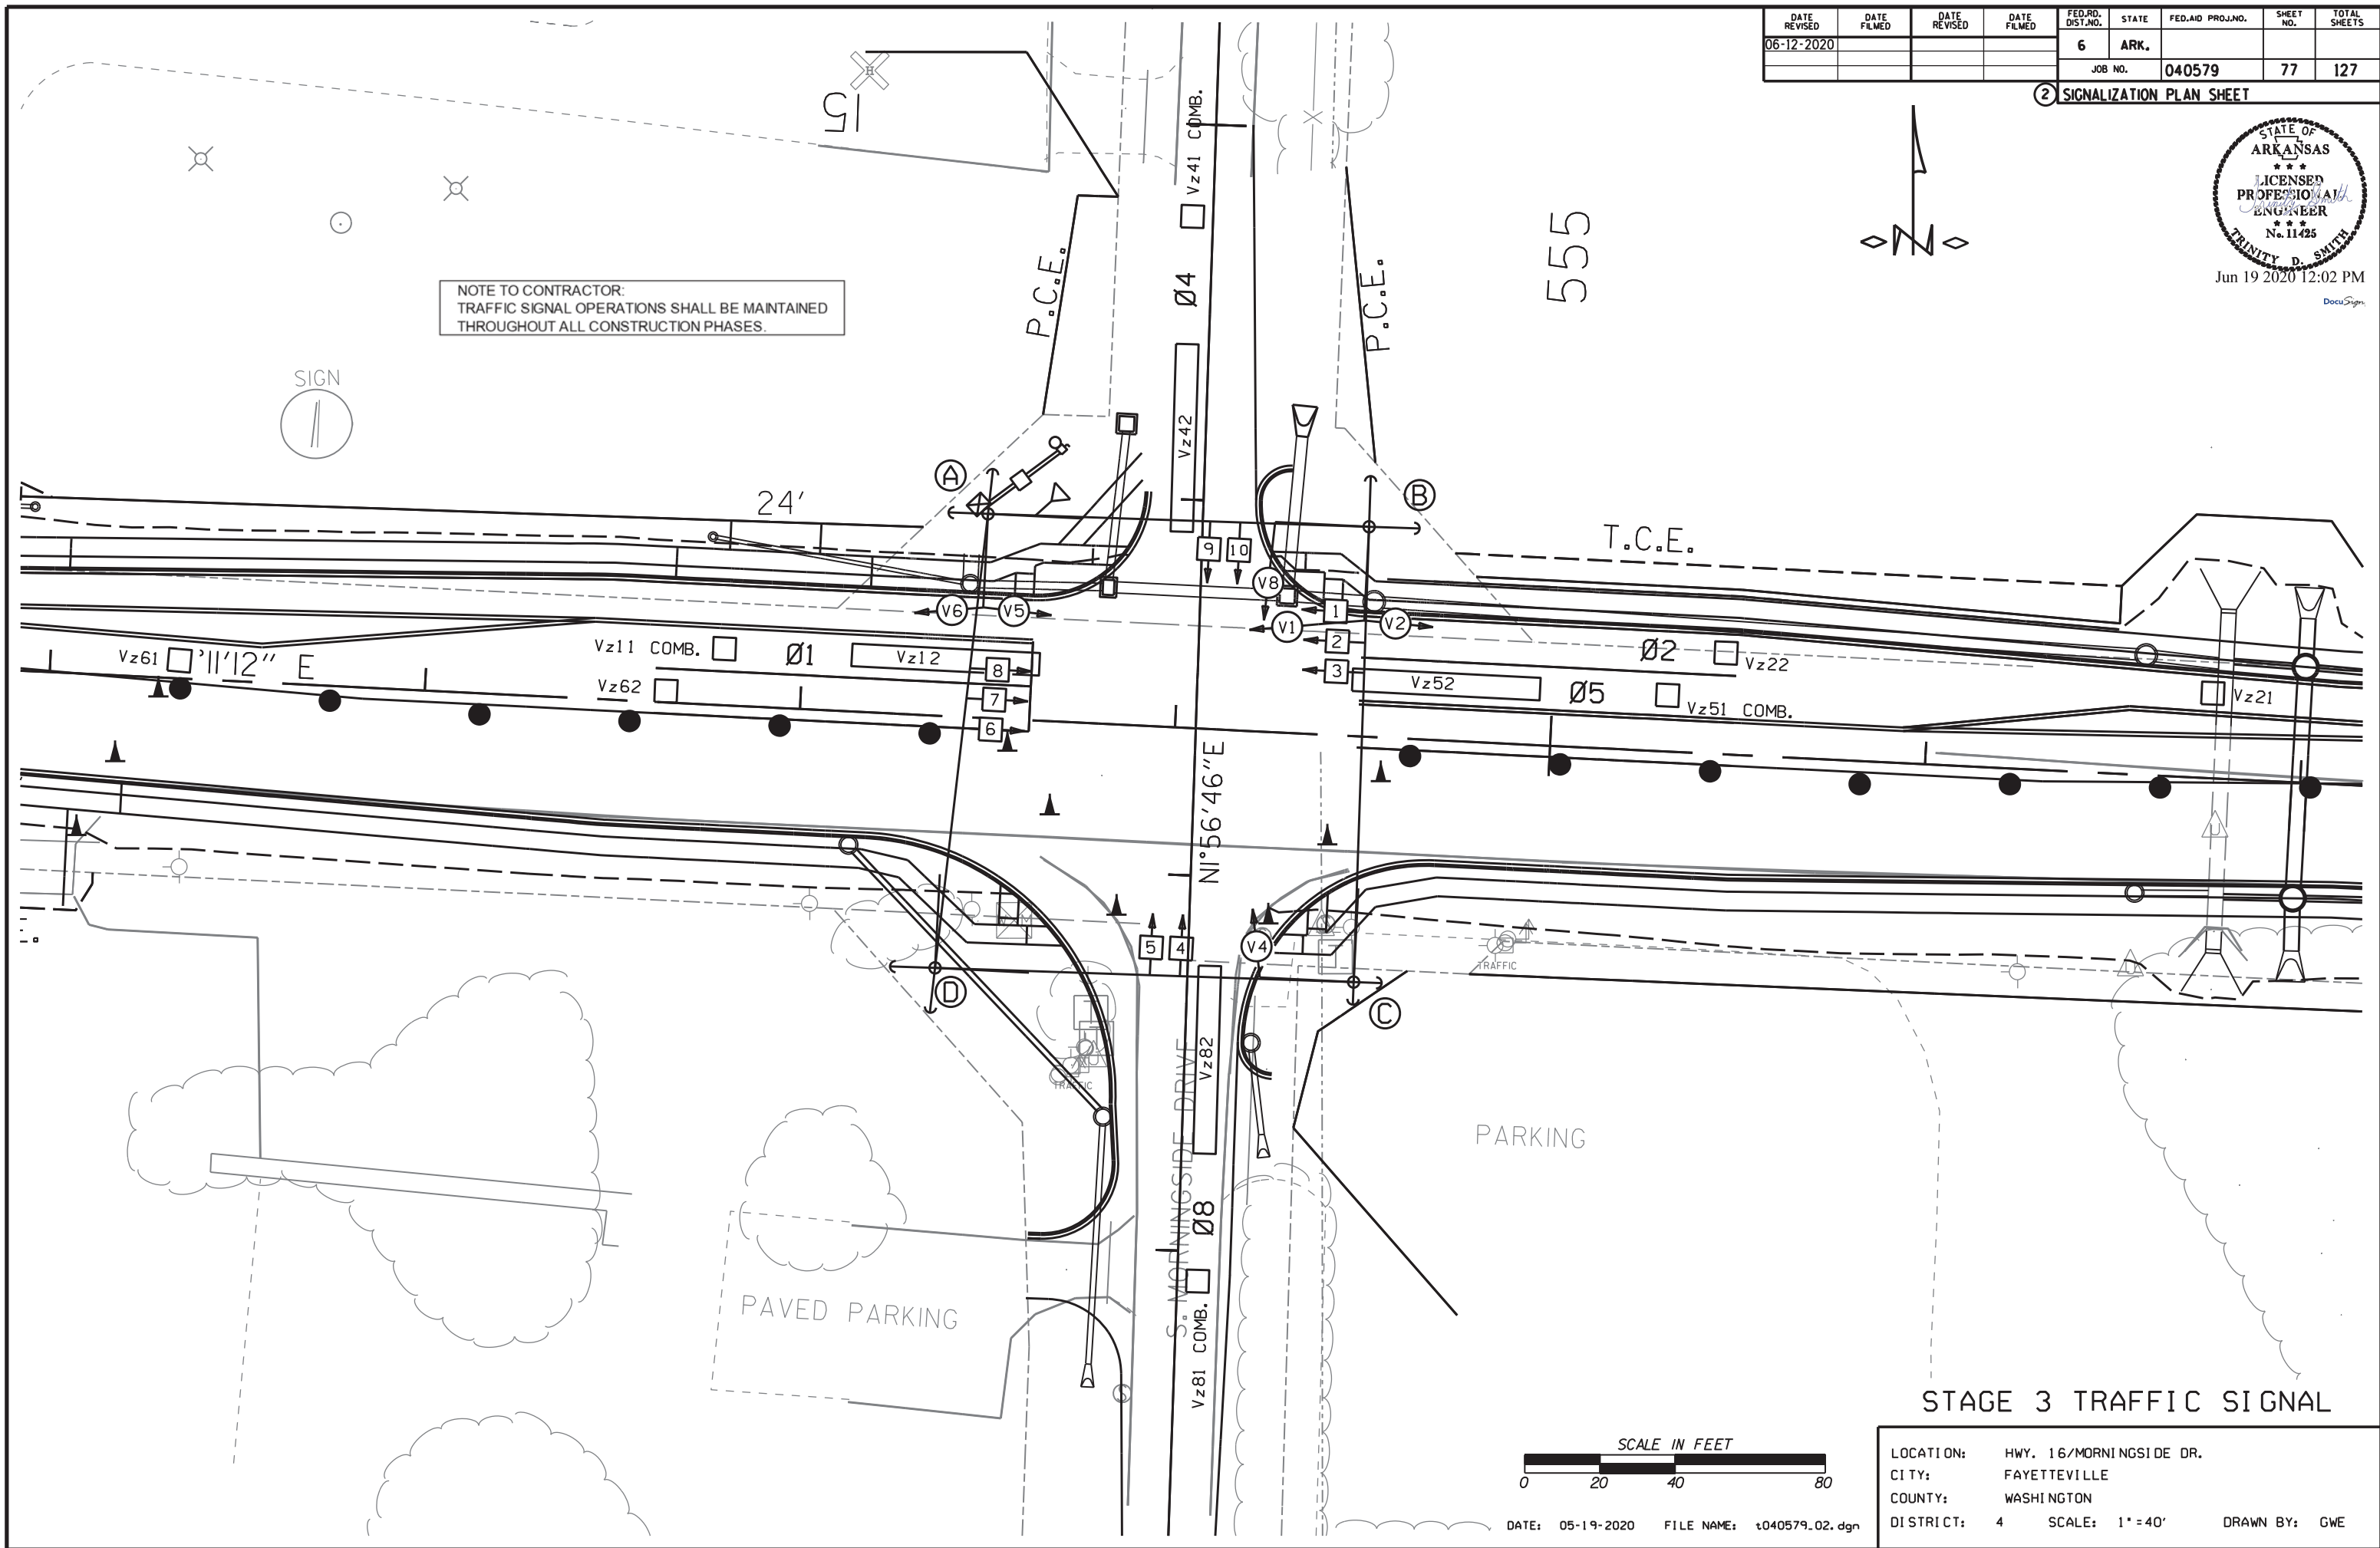 DATE REVISED
DATE FILMED
DATE REVISED
DATE FILMED
FED.RD. DIST.NO.
STATE
FED.AID PROJ.NO.
SHEET NO.
TOTAL SHEETS
06-12-2020
6
ARK.
JOB NO.
040579
77
127
2 SIGNALIZATION PLAN SHEET
STATE OF
ARKANSAS
LICENSED
PROFESSIONAL
ENGINEER
No. 11425
TRINITY D. SMITH
Jun 19 2020 12:02 PM
DocuSign
N
H
15
Vz41 COMB.
Ø4
P.C.E.
P.C.E.
555
NOTE TO CONTRACTOR:
TRAFFIC SIGNAL OPERATIONS SHALL BE MAINTAINED
THROUGHOUT ALL CONSTRUCTION PHASES.
SIGN
Vz42
A
B
24'
T.C.E.
9
10
V8
V6
V5
1
V1
V2
2
3
Vz61
'11'12" E
Vz11 COMB.
Ø1
Vz12
8
Vz62
7
6
Ø2
Vz22
Vz52
Ø5
Vz51 COMB.
Vz21
N1°56'46"E
U
5
4
V4
TRAFFIC
U
D
C
Vz82
TRAFFIC
S. MORNINGSIDE DRIVE
Ø8
Vz81 COMB.
PARKING
PAVED PARKING
S
STAGE 3 TRAFFIC SIGNAL
SCALE IN FEET
0 20 40 80
DATE: 05-19-2020 FILE NAME: t040579_02.dgn
LOCATION: HWY. 16/MORNINGSIDE DR.
CITY: FAYETTEVILLE
COUNTY: WASHINGTON
DISTRICT: 4 SCALE: 1"=40' DRAWN BY: GWE